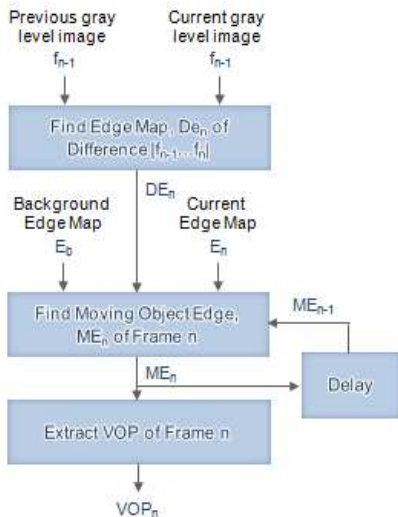 Previous gray
level image
fn-1
Current gray
level image
fn-1
Find Edge Map, Den of
Difference |fn-1...fn|
DEn
Background
Edge Map
Eb
Current
Edge Map
En
Find Moving Object Edge,
MEn of Frame n
MEn-1
MEn
Delay
Extract VOP of Frame n
VOPn